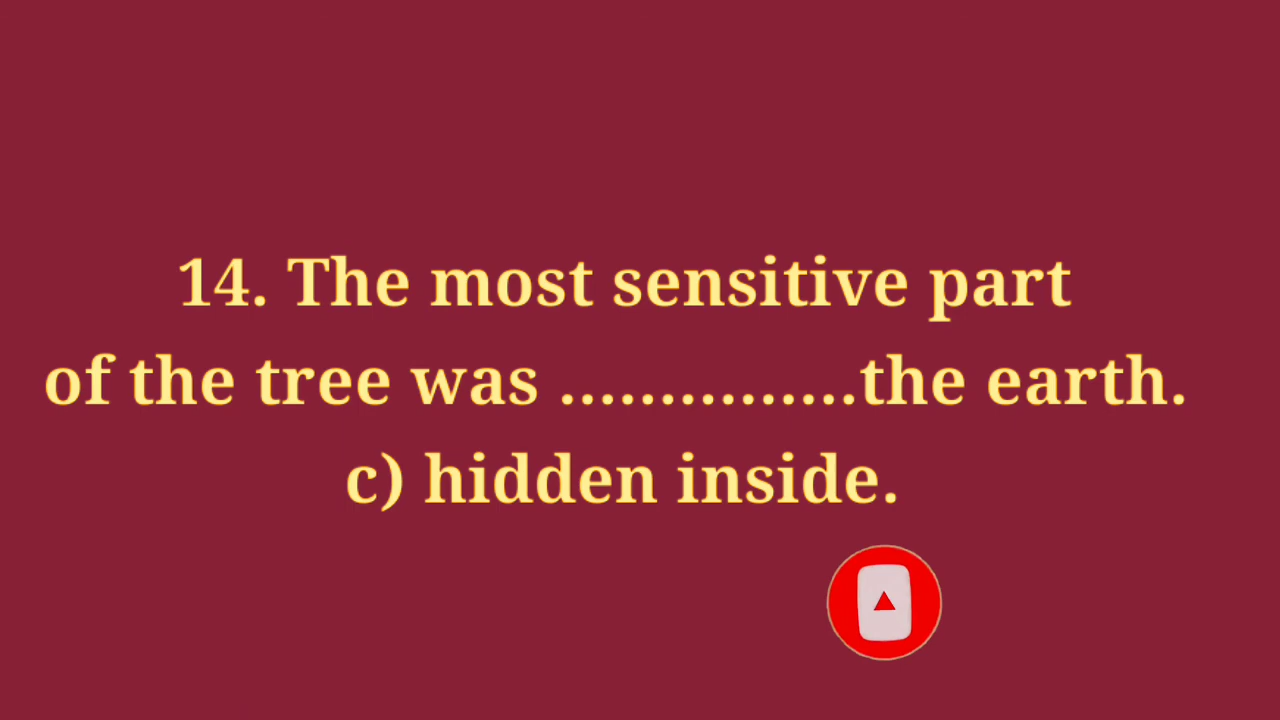 14. The most sensitive part
of the tree was ...............the earth.
c) hidden inside.